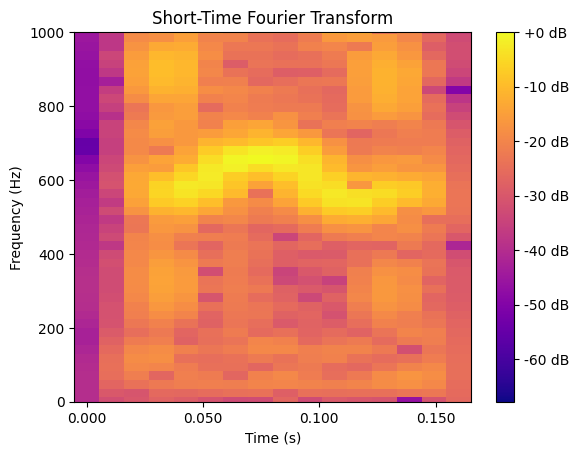 Short-Time Fourier Transform
Frequency (Hz)
1000
800
600
400
200
0
0.000 0.050 0.100 0.150
Time (s)
+0 dB
-10 dB
-20 dB
-30 dB
-40 dB
-50 dB
-60 dB